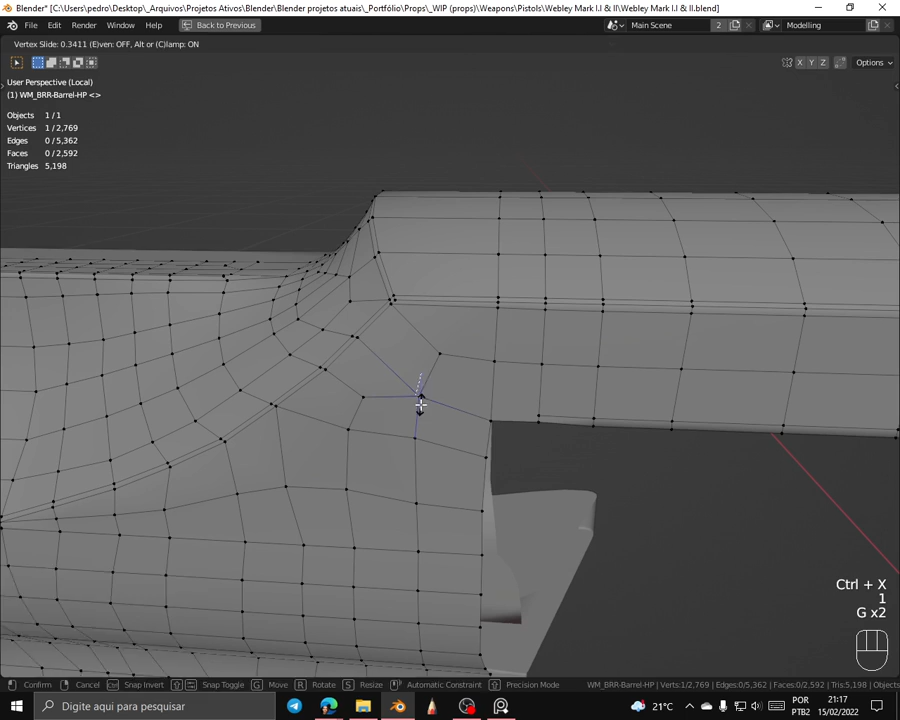 Blender* [C:\Users\pedro\Desktop\_Arquivos\Projetos Ativos\Blender\Blender projetos atuais\_Portfólio\Props\_WIP (props)\Weapons\Pistols\Webley Mark I.I & II\Webley Mark I.I & II.blend]
File Edit Render Window Help Back to Previous Main Scene 2 Modelling
Vertex Slide: 0.3411 (E)ven: OFF, Alt or (C)lamp: ON
X Y Z Options
User Perspective (Local)
(1) WM_BRR-Barrel-HP <>
Objects 1/1
Vertices 1/2,769
Edges 0/5,362
Faces 0/2,592
Triangles 5,198
Ctrl + X
1
G x2
Confirm Cancel Ctrl Snap Invert Snap Toggle G Move R Rotate S Resize Automatic Constraint Precision Mode WM_BRR-Barrel-HP | Verts:1/2,769 | Edges:0/5,362 | Faces:0/2,592 | Tris:5,198 | Objects
Digite aqui para pesquisar 21°C POR 21:17
PTB2 15/02/2022